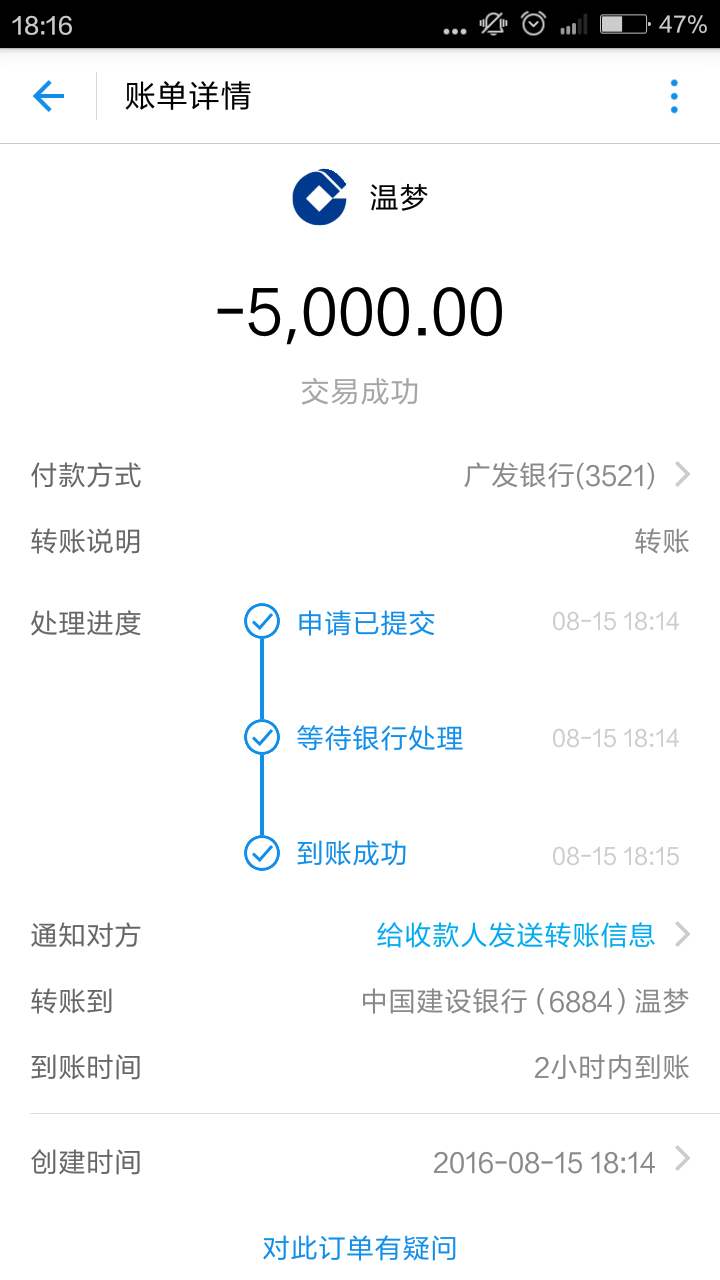 18:16
47%
账单详情
温梦
-5,000.00
交易成功
付款方式 广发银行(3521)
转账说明 转账
处理进度 申请已提交 08-15 18:14
等待银行处理 08-15 18:14
到账成功 08-15 18:15
通知对方 给收款人发送转账信息
转账到 中国建设银行（6884）温梦
到账时间 2小时内到账
创建时间 2016-08-15 18:14
对此订单有疑问